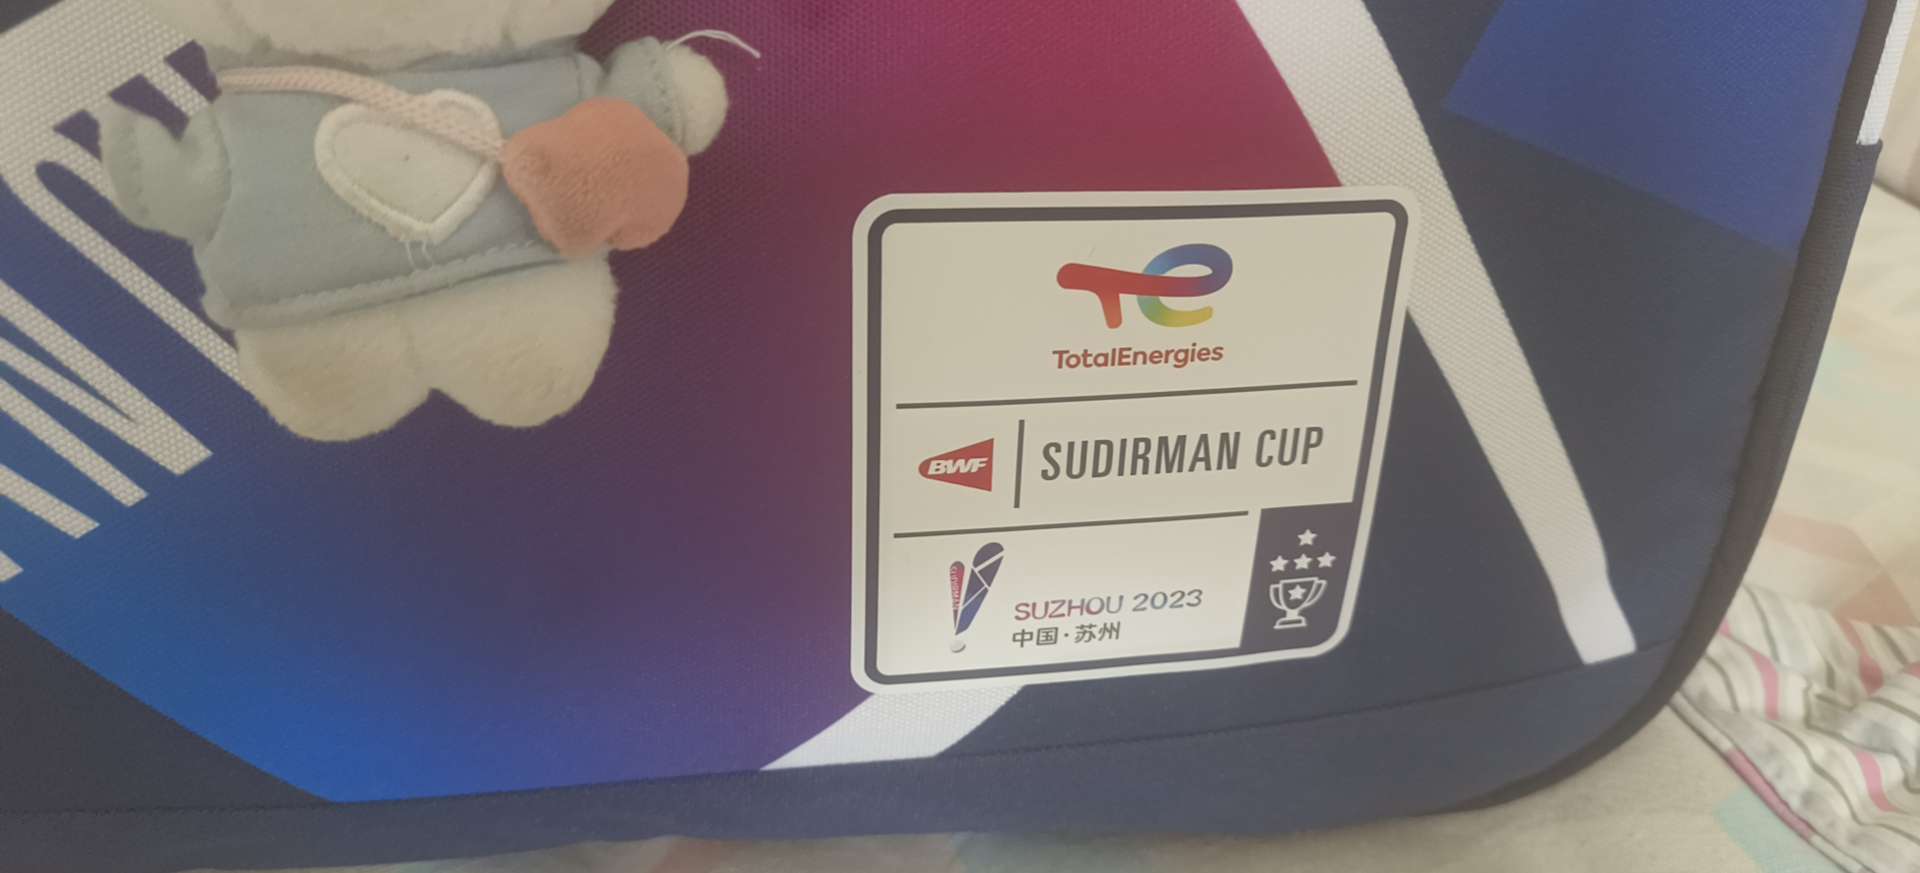 TotalEnergies
BWF
SUDIRMAN CUP
SUZHOU 2023
中国·苏州